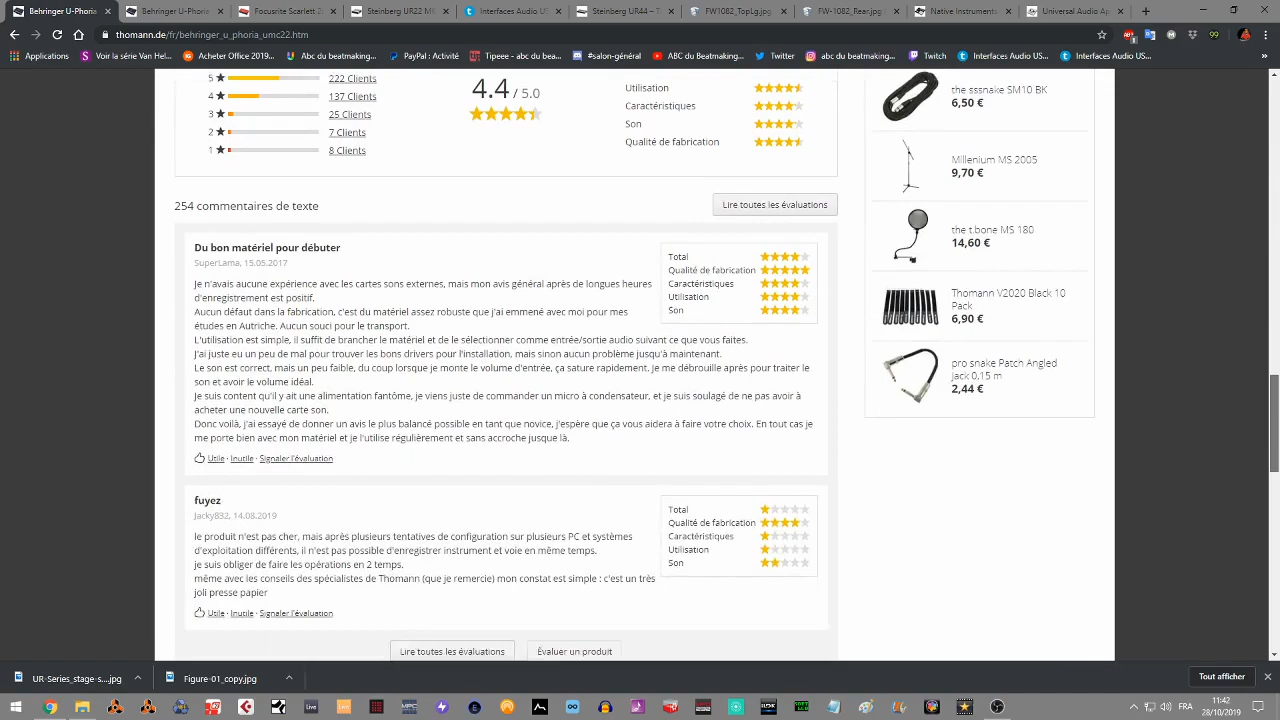 Behringer U-Phoria
Behringer U-Phoria
Focusrite Scarlett 2i
Steinberg UR22 MK
Interfaces Audio US
Steinberg UR44 – T
FW1082_TopLg.jpg
FW-1082_Rear.jpg
Native Instruments
Universal Audio Ap
thomann.de/fr/behringer_u_phoria_umc22.htm
Applications
Voir la série Van Hel...
Acheter Office 2019...
Au coeur du beatmaking...
PayPal : Activité
Tipeee - abc du bea...
#salon-général
ABC du Beatmaking...
Twitter
abc du beatmaking...
Twitch
Interfaces Audio US...
Interfaces Audio US...
5 ★ 222 Clients
4 ★ 137 Clients
3 ★ 25 Clients
2 ★ 7 Clients
1 ★ 8 Clients
4.4 / 5.0
Utilisation
Caractéristiques
Son
Qualité de fabrication
the sssnake SM10 BK
6,50 €
Millenium MS 2005
9,70 €
the t.bone MS 180
14,60 €
Thomann V2020 Black 10
Pack
6,90 €
pro snake Patch Angled
Jack 0,15 m
2,44 €
254 commentaires de texte
Lire toutes les évaluations
Du bon matériel pour débuter
SuperLama, 15.05.2017
Total
Qualité de fabrication
Caractéristiques
Utilisation
Son
Je n'avais aucune expérience avec les cartes sons externes, mais mon avis général après de longues heures
d'enregistrement est positif.
Aucun défaut dans la fabrication, c'est du matériel assez robuste que j'ai emmené avec moi pour mes
études en Autriche. Aucun souci pour le transport.
L'utilisation est simple, il suffit de brancher le matériel et de le sélectionner comme entrée/sortie audio suivant ce que vous faites.
J'ai juste eu un peu de mal pour trouver les bons drivers pour l'installation, mais sinon aucun problème jusqu'à maintenant.
Le son est correct, mais un peu faible, du coup lorsque je monte le volume d'entrée, ça sature rapidement. Je me débrouille après pour traiter le
son et avoir le volume idéal.
Je suis content qu'il y ait une alimentation fantôme, je viens juste de commander un micro à condensateur, et je suis soulagé de ne pas avoir à
acheter une nouvelle carte son.
Donc voilà, j'ai essayé de donner un avis le plus balancé possible en tant que novice, j'espère que ça vous aidera à faire votre choix. En tout cas je
me porte bien avec mon matériel et je l'utilise régulièrement et sans accroche jusque là.
Utile · Inutile · Signaler l'évaluation
fuyez
Jacky832, 14.08.2019
Total
Qualité de fabrication
Caractéristiques
Utilisation
Son
le produit n'est pas cher, mais après plusieurs tentatives de configuration sur plusieurs PC et systèmes
d'exploitation différents, il n'est pas possible d'enregistrer instrument et voie en même temps.
je suis obliger de faire les opérations en 2 temps.
même avec les conseils des spécialistes de Thomann (que je remercie) mon constat est simple : c'est un très
joli presse papier
Utile · Inutile · Signaler l'évaluation
Lire toutes les évaluations
Évaluer un produit
UR-Series_stage-s....jpg
Figure-01_copy.jpg
Tout afficher
FRA
11:42
28/10/2019